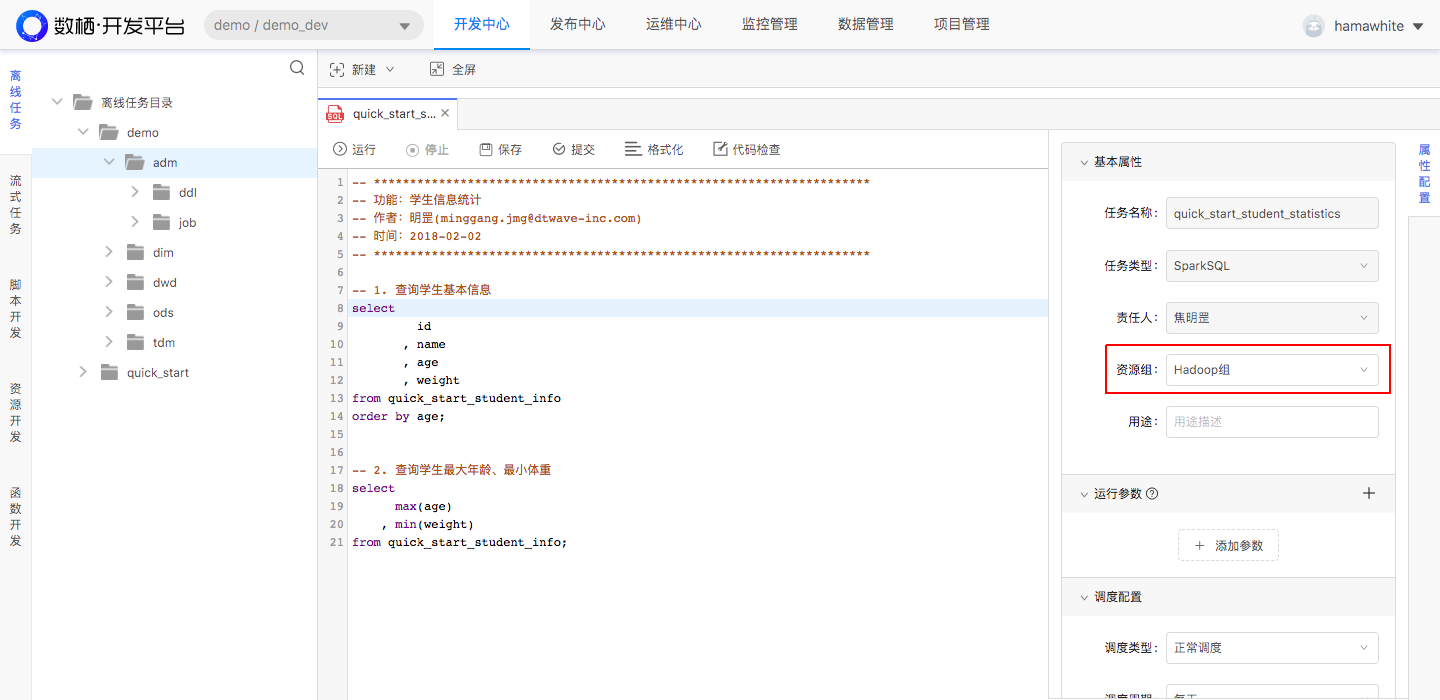 数栖·开发平台
demo / demo_dev
开发中心
发布中心
运维中心
监控管理
数据管理
项目管理
hamawhite
离线任务
流式任务
脚本开发
资源开发
函数开发
离线任务目录
demo
adm
ddl
job
dim
dwd
ods
tdm
quick_start
新建
全屏
SQL quick_start_s...
运行
停止
保存
提交
格式化
代码检查
1 -- *********************************************************************
2 -- 功能：学生信息统计
3 -- 作者：明罡(minggang.jmg@dtwave-inc.com)
4 -- 时间：2018-02-02
5 -- *********************************************************************
6
7 -- 1. 查询学生基本信息
8 select
9 id
10 , name
11 , age
12 , weight
13 from quick_start_student_info
14 order by age;
15
16
17 -- 2. 查询学生最大年龄、最小体重
18 select
19 max(age)
20 , min(weight)
21 from quick_start_student_info;
基本属性
任务名称： quick_start_student_statistics
任务类型： SparkSQL
责任人： 焦明罡
资源组： Hadoop组
用途： 用途描述
运行参数
添加参数
调度配置
调度类型： 正常调度
属性配置